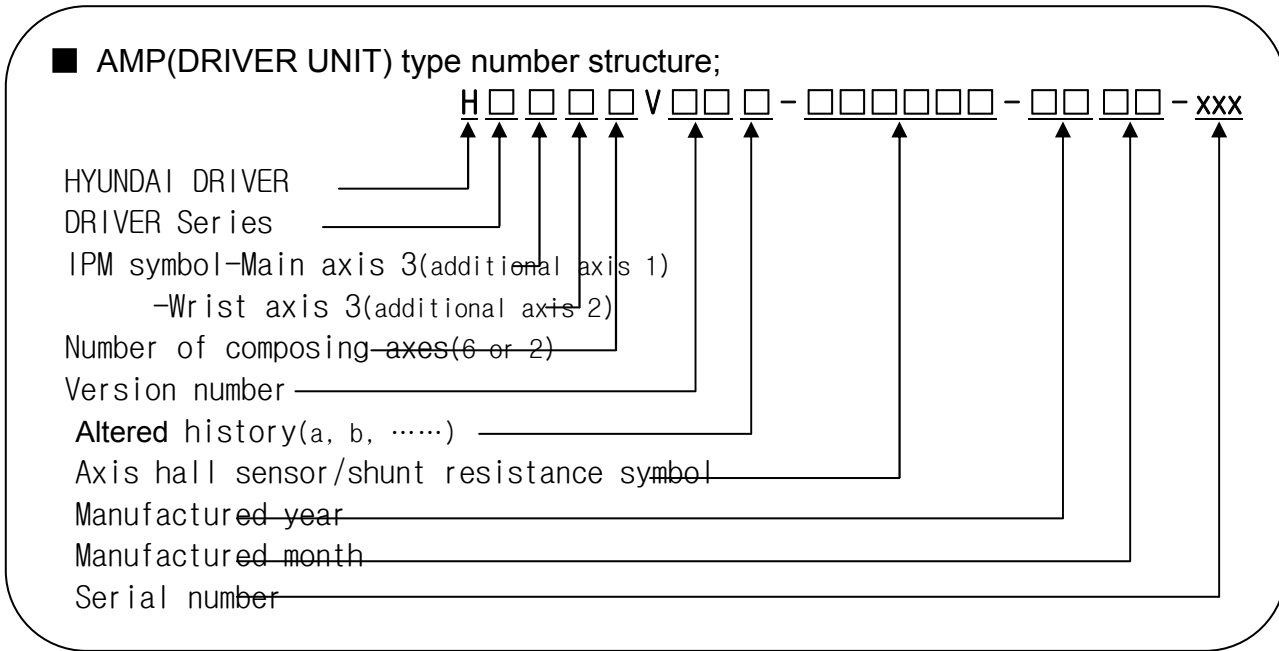 ■ AMP(DRIVER UNIT) type number structure;
H□□□□V□□□-□□□□□□-□□□□-xxx
HYUNDAI DRIVER
DRIVER Series
IPM symbol-Main axis 3(additional axis 1)
-Wrist axis 3(additional axis 2)
Number of composing axes(6 or 2)
Version number
Altered history(a, b, ……)
Axis hall sensor/shunt resistance symbol
Manufactured year
Manufactured month
Serial number